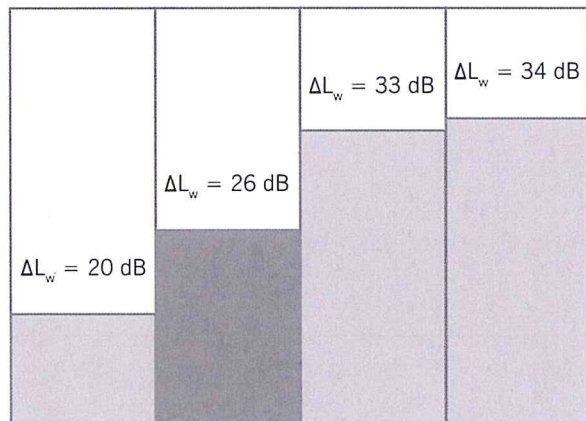 ΔL_w = 20 dB
ΔL_w = 26 dB
ΔL_w = 33 dB
ΔL_w = 34 dB